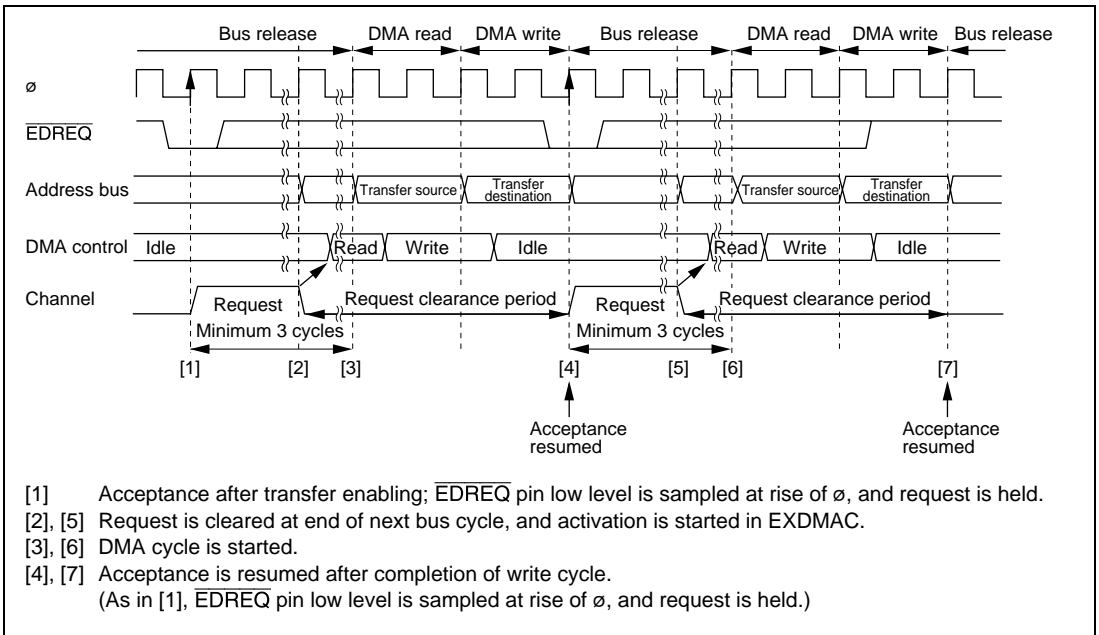 Bus release DMA read DMA write Bus release DMA read DMA write Bus release
ø
EDREQ
Address bus Transfer source Transfer destination Transfer source Transfer destination
DMA control Idle Read Write Idle Read Write Idle
Channel Request Request clearance period Request Request clearance period
Minimum 3 cycles Minimum 3 cycles
[1] [2] [3] [4] [5] [6] [7]
Acceptance resumed Acceptance resumed
[1] Acceptance after transfer enabling; EDREQ pin low level is sampled at rise of ø, and request is held.
[2], [5] Request is cleared at end of next bus cycle, and activation is started in EXDMAC.
[3], [6] DMA cycle is started.
[4], [7] Acceptance is resumed after completion of write cycle.
(As in [1], EDREQ pin low level is sampled at rise of ø, and request is held.)